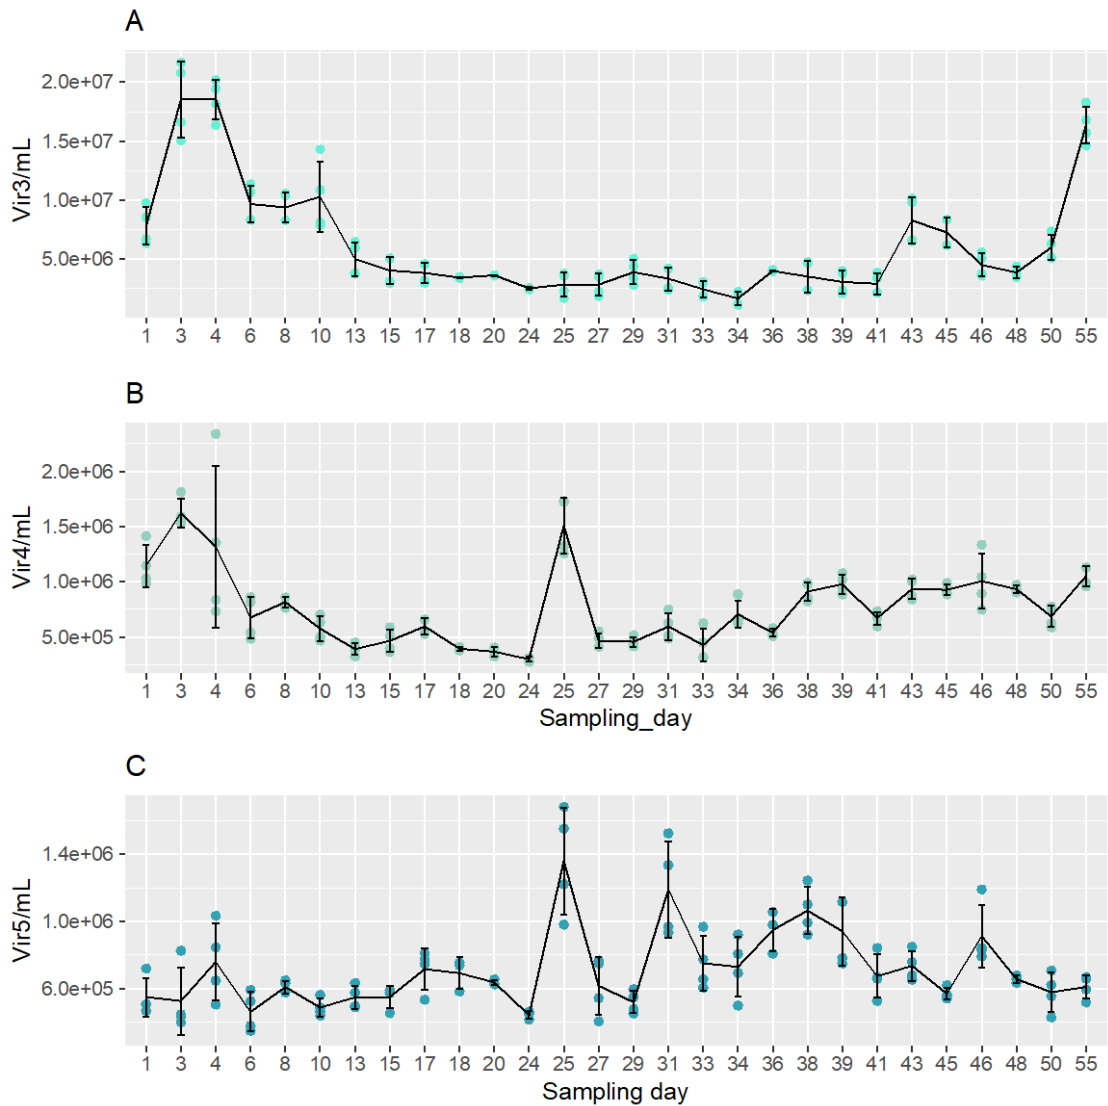 A
Vir3/mL
2.0e+07
1.5e+07
1.0e+07
5.0e+06
1 3 4 6 8 10 13 15 17 18 20 24 25 27 29 31 33 34 36 38 39 41 43 45 46 48 50 55
B
Vir4/mL
2.0e+06
1.5e+06
1.0e+06
5.0e+05
1 3 4 6 8 10 13 15 17 18 20 24 25 27 29 31 33 34 36 38 39 41 43 45 46 48 50 55
Sampling_day
C
Vir5/mL
1.4e+06
1.0e+06
6.0e+05
1 3 4 6 8 10 13 15 17 18 20 24 25 27 29 31 33 34 36 38 39 41 43 45 46 48 50 55
Sampling day